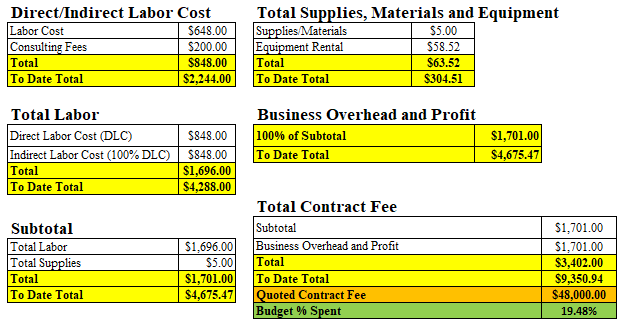 Direct/Indirect Labor Cost
Labor Cost $648.00
Consulting Fees $200.00
Total $848.00
To Date Total $2,244.00
Total Supplies, Materials and Equipment
Supplies/Materials $5.00
Equipment Rental $58.52
Total $63.52
To Date Total $304.51
Total Labor
Direct Labor Cost (DLC) $848.00
Indirect Labor Cost (100% DLC) $848.00
Total $1,696.00
To Date Total $4,288.00
Business Overhead and Profit
100% of Subtotal $1,701.00
To Date Total $4,675.47
Subtotal
Total Labor $1,696.00
Total Supplies $5.00
Total $1,701.00
To Date Total $4,675.47
Total Contract Fee
Subtotal $1,701.00
Business Overhead and Profit $1,701.00
Total $3,402.00
To Date Total $9,350.94
Quoted Contract Fee $48,000.00
Budget % Spent 19.48%